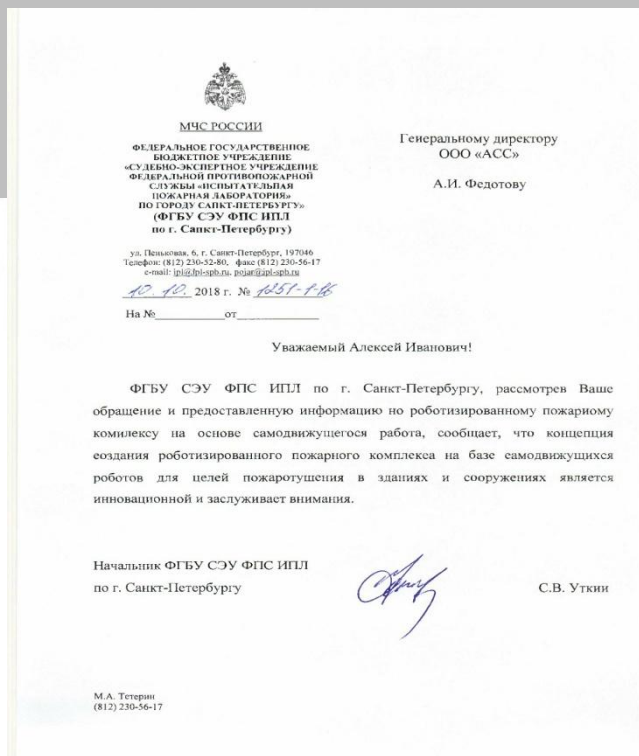 МЧС РОССИИ
ФЕДЕРАЛЬНОЕ ГОСУДАРСТВЕННОЕ
БЮДЖЕТНОЕ УЧРЕЖДЕНИЕ
«СУДЕБНО-ЭКСПЕРТНОЕ УЧРЕЖДЕНИЕ
ФЕДЕРАЛЬНОЙ ПРОТИВОПОЖАРНОЙ
СЛУЖБЫ «ИСПЫТАТЕЛЬНАЯ
ПОЖАРНАЯ ЛАБОРАТОРИЯ»
ПО ГОРОДУ САНКТ-ПЕТЕРБУРГУ»
(ФГБУ СЭУ ФПС ИПЛ
по г. Санкт-Петербургу)
ул. Пеньковая, 6, г. Санкт-Петербург, 197046
Телефон: (812) 230-52-80, факс (812) 230-56-17
e-mail: ipl@fpl-spb.ru, pojar@ipl-spb.ru
10. 10. 2018 г. № 1251-1-16
На №____________от______________
Генеральному директору
ООО «АСС»
А.И. Федотову
Уважаемый Алексей Иванович!
ФГБУ СЭУ ФПС ИПЛ по г. Санкт-Петербургу, рассмотрев Ваше
обращение и предоставленную информацию но роботизированному пожариому
комилексу на основе самодвижущегося работа, сообщает, что концепция
еоздания роботизированного пожарного комплекса на базе самодвижущихся
роботов для целей пожаротушения в зданиях и сооружениях является
инновационной и заслуживает внимания.
Начальник ФГБУ СЭУ ФПС ИПЛ
по г. Санкт-Петербургу
С.В. Уткин
М.А. Тетерин
(812) 230-56-17